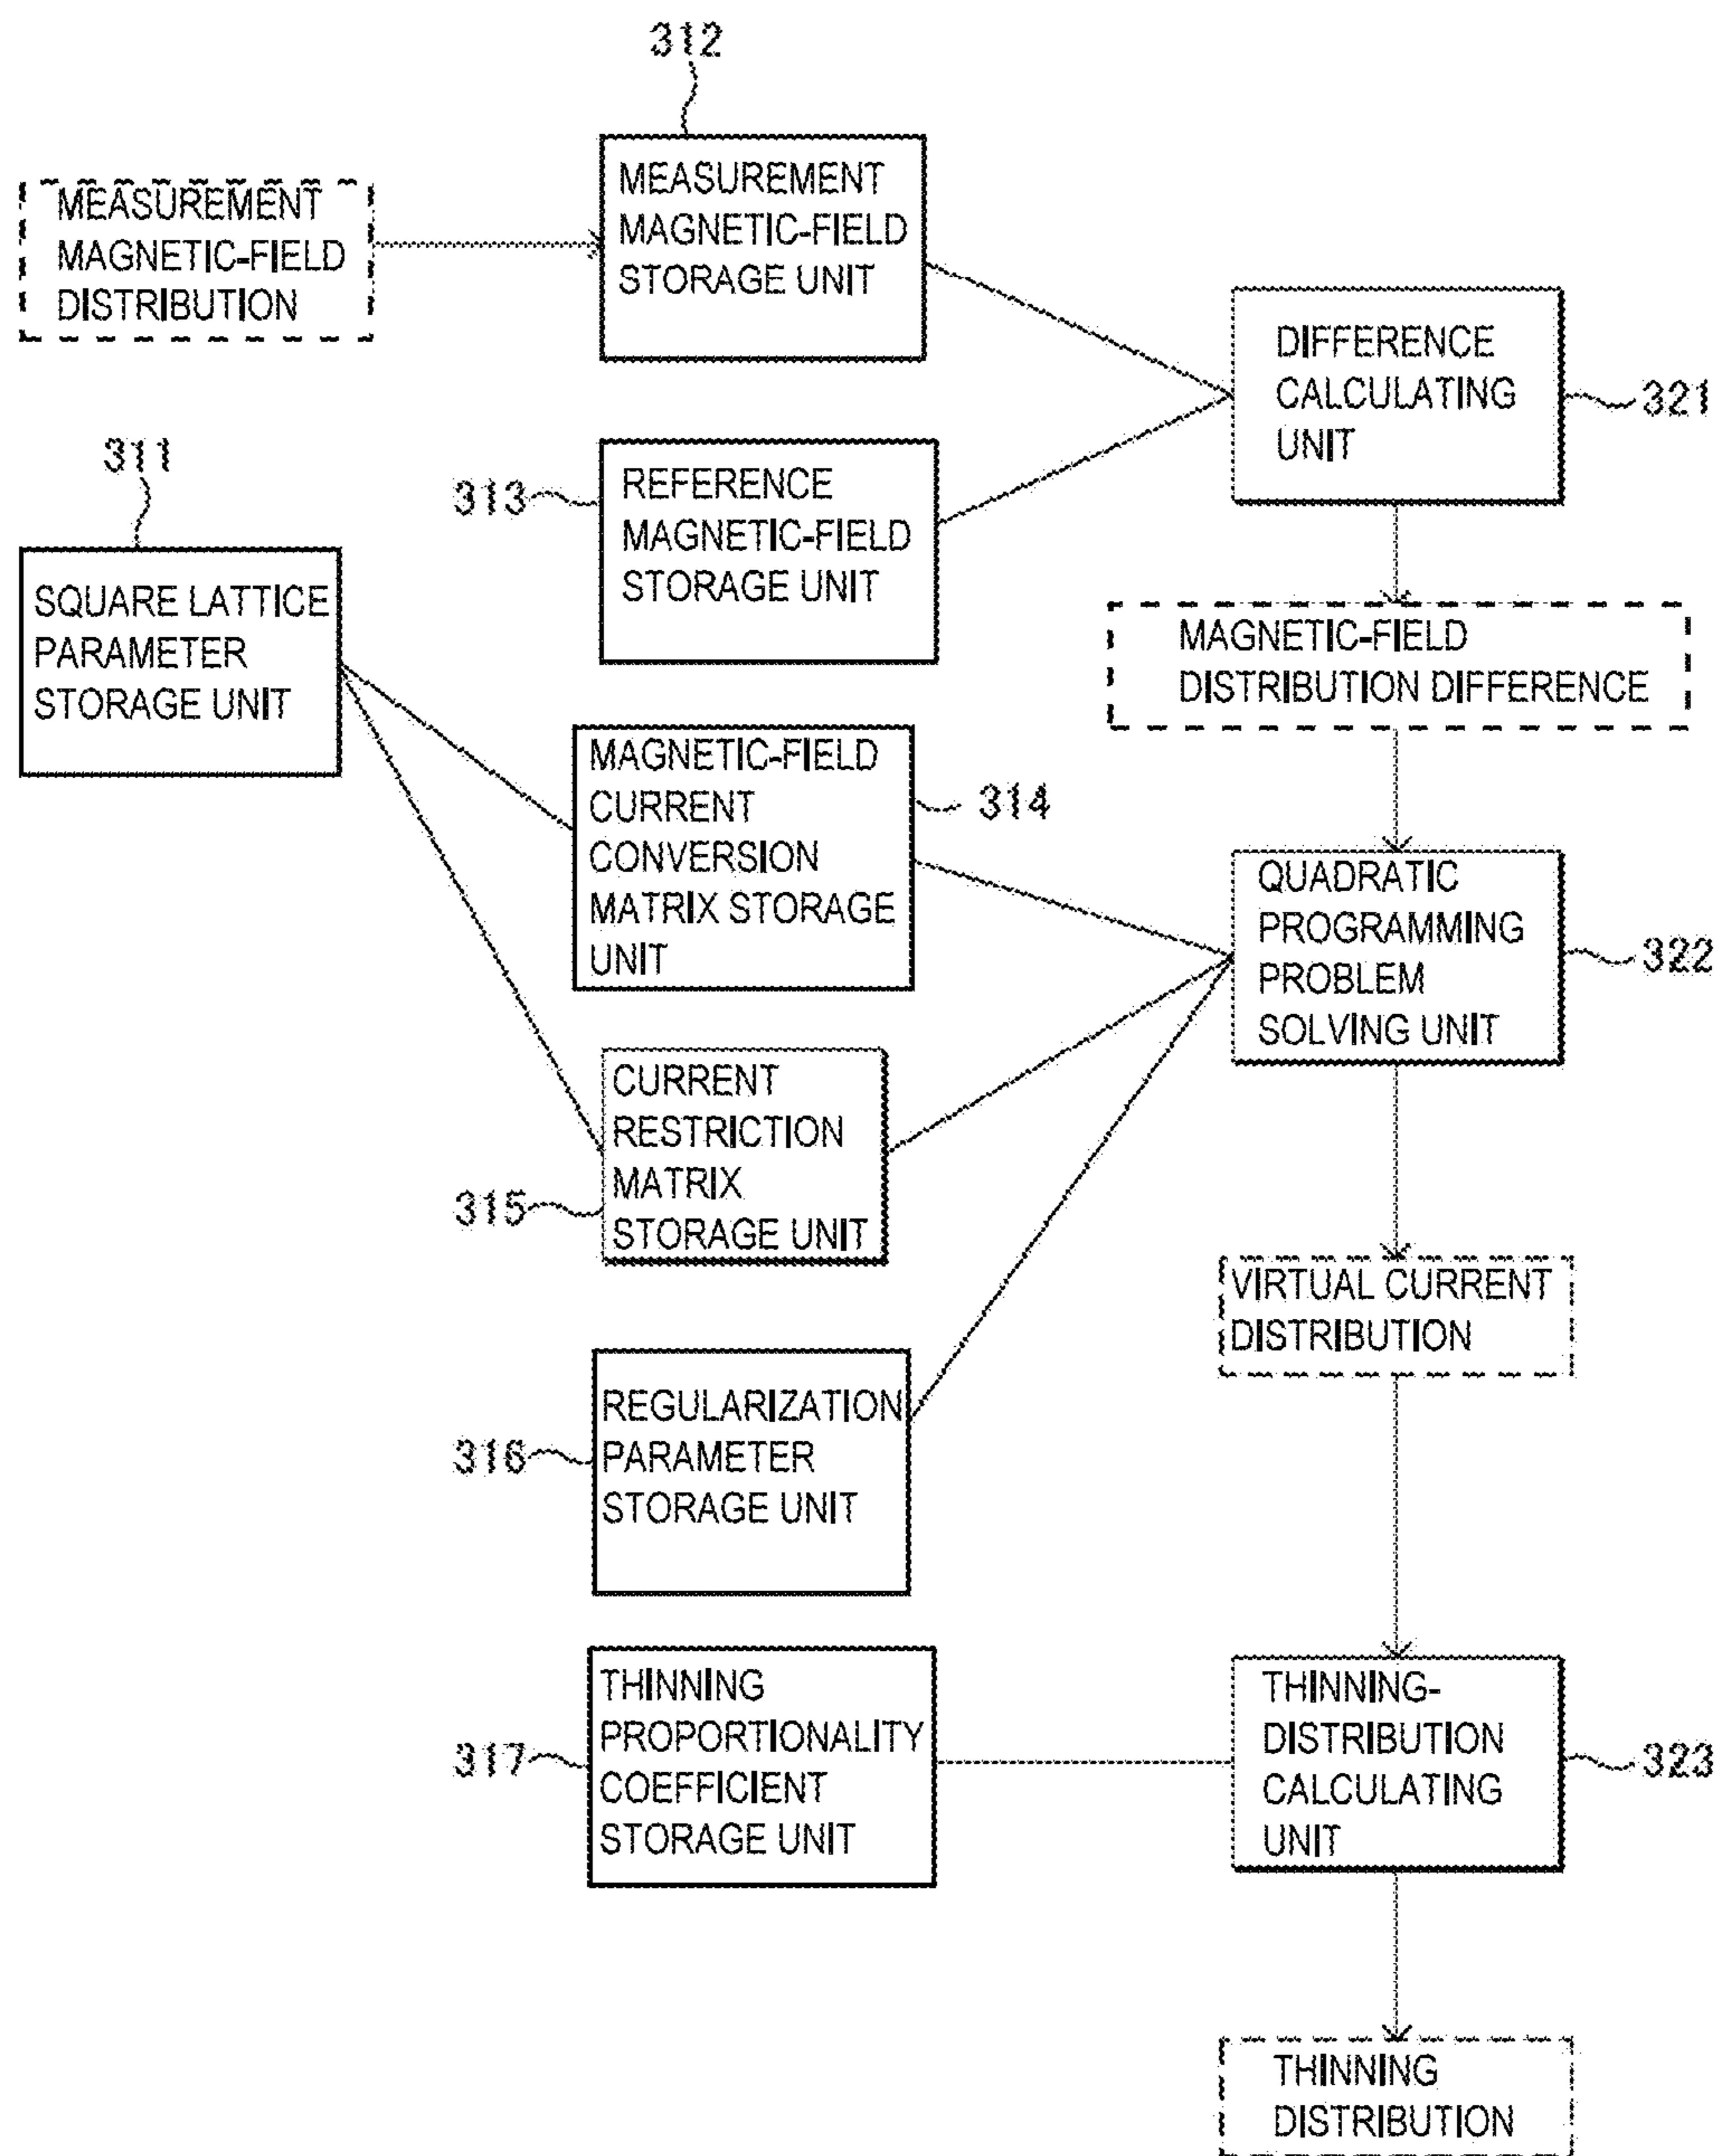 312
MEASUREMENT
MAGNETIC-FIELD
DISTRIBUTION
MEASUREMENT
MAGNETIC-FIELD
STORAGE UNIT
DIFFERENCE
CALCULATING
UNIT
321
311
SQUARE LATTICE
PARAMETER
STORAGE UNIT
313
REFERENCE
MAGNETIC-FIELD
STORAGE UNIT
MAGNETIC-FIELD
DISTRIBUTION DIFFERENCE
MAGNETIC-FIELD
CURRENT
CONVERSION
MATRIX STORAGE
UNIT
314
QUADRATIC
PROGRAMMING
PROBLEM
SOLVING UNIT
322
315
CURRENT
RESTRICTION
MATRIX
STORAGE UNIT
VIRTUAL CURRENT
DISTRIBUTION
316
REGULARIZATION
PARAMETER
STORAGE UNIT
317
THINNING
PROPORTIONALITY
COEFFICIENT
STORAGE UNIT
THINNING-
DISTRIBUTION
CALCULATING
UNIT
323
THINNING
DISTRIBUTION